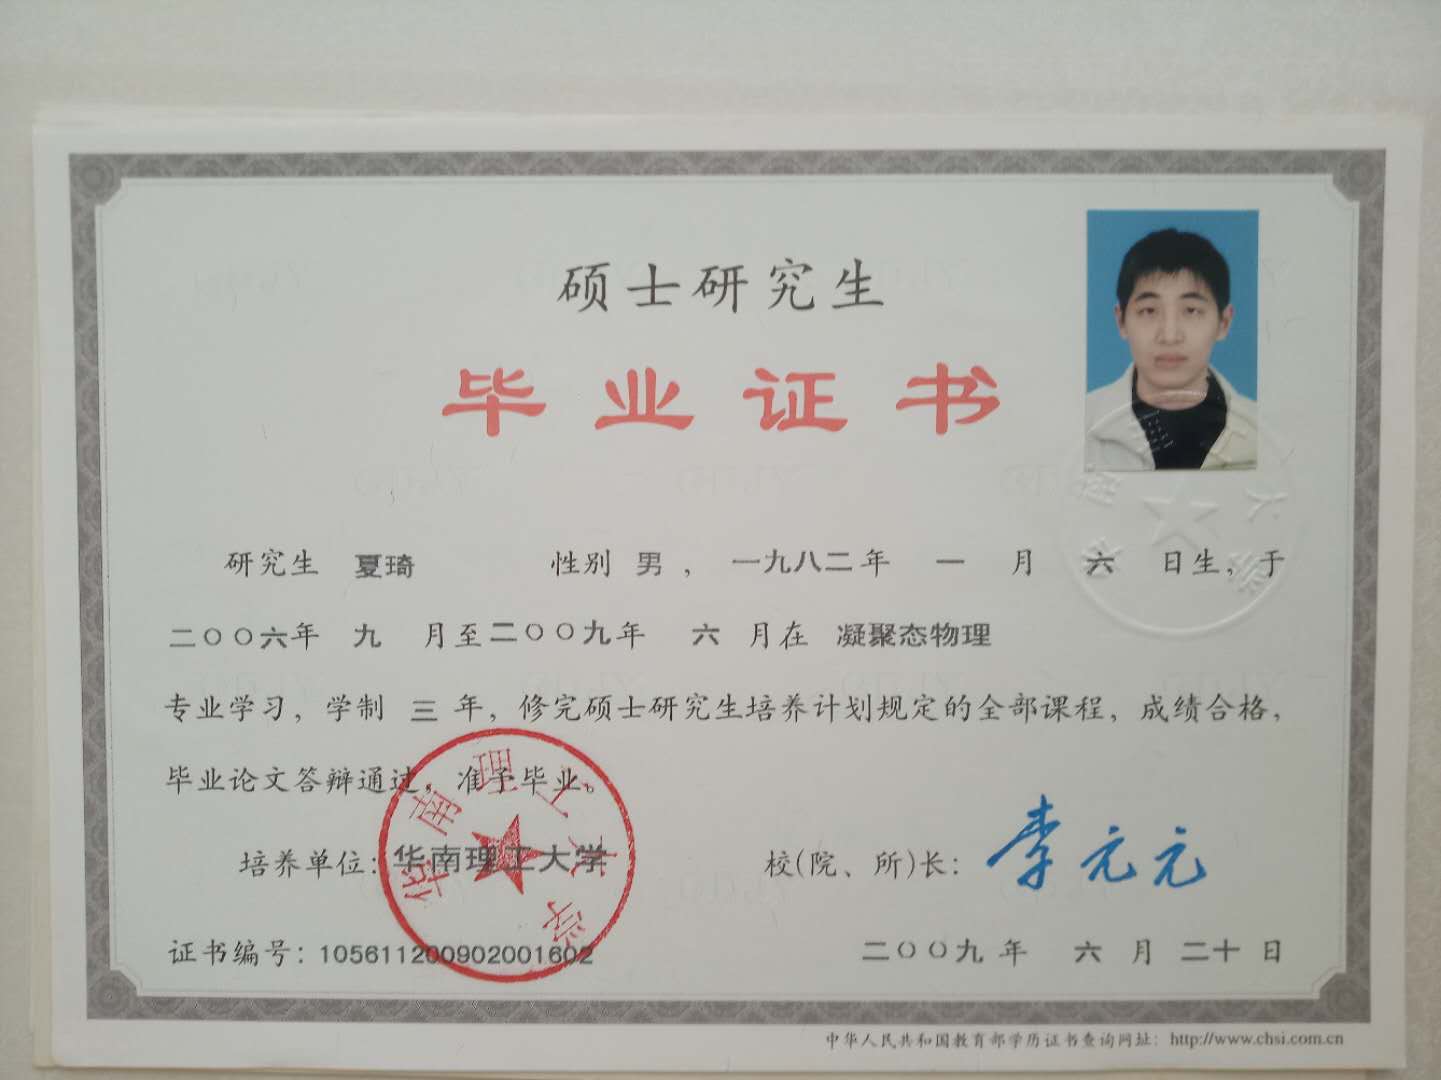 硕士研究生
毕业证书
研究生 夏琦 性别 男 ， 一九八二 年 一 月 六 日生，于
二〇〇六年 九 月至二〇〇九年 六 月在 凝聚态物理
专业学习，学制 三 年，修完硕士研究生培养计划规定的全部课程，成绩合格，
毕业论文答辩通过，准予毕业。
培养单位：华南理工大学
华南理工大学
校(院、所)长：李元元
证书编号：105611200902001602
二〇〇九 年 六 月 二十 日
中华人民共和国教育部学历证书查询网址：http://www.chsi.com.cn